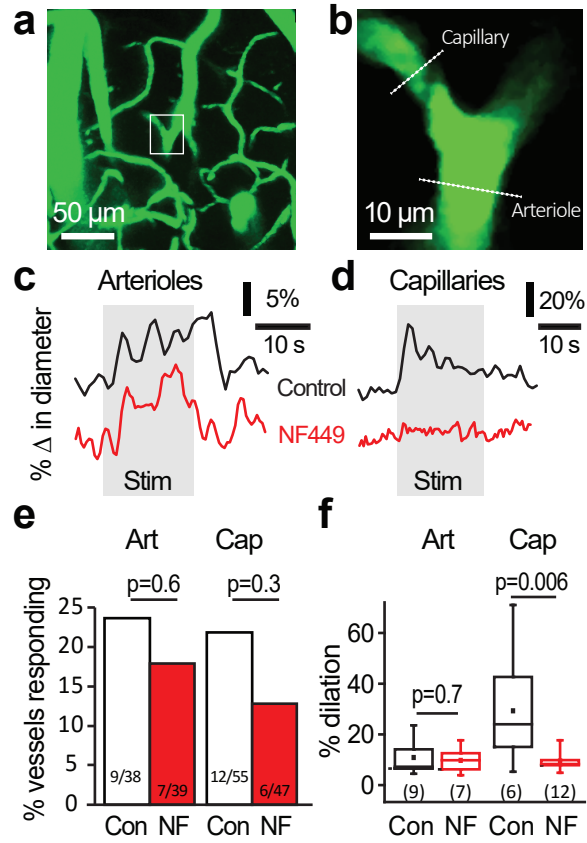 a
b
Capillary
Arteriole
50 µm
10 µm
c Arterioles 5% 10 s
d Capillaries 20% 10 s
% Δ in diameter
Control
NF449
Stim
Stim
e
Art Cap
p=0.6 p=0.3
% vessels responding
25
20
15
10
5
0
9/38 7/39 12/55 6/47
Con NF Con NF
f
Art Cap
p=0.006
p=0.7
% dilation
60
40
20
0
(9) (7) (6) (12)
Con NF Con NF